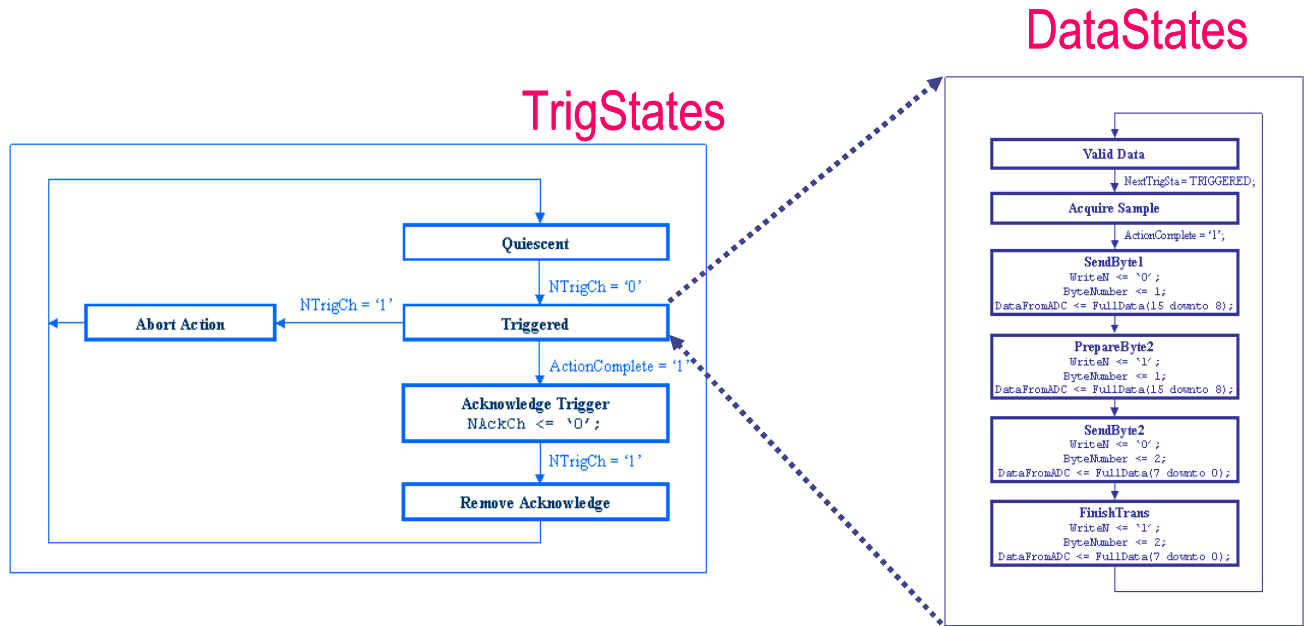 DataStates
TrigStates
Quiescent
NTrigCh = ‘0’
NTrigCh = ‘1’
Abort Action
Triggered
ActionComplete = ‘1’
Acknowledge Trigger
NAckCh <= `0′;
NTrigCh = ‘1’
Remove Acknowledge
Valid Data
NextTrigSta = TRIGGERED;
Acquire Sample
ActionComplete = ‘1’;
SendByte1
WriteN <= `0′;
ByteNumber <= 1;
DataFromADC <= FullData(15 downto 8);
PrepareByte2
WriteN <= `1′;
ByteNumber <= 1;
DataFromADC <= FullData(15 downto 8);
SendByte2
WriteN <= `0′;
ByteNumber <= 2;
DataFromADC <= FullData(7 downto 0);
FinishTrans
WriteN <= `1′;
ByteNumber <= 2;
DataFromADC <= FullData(7 downto 0);